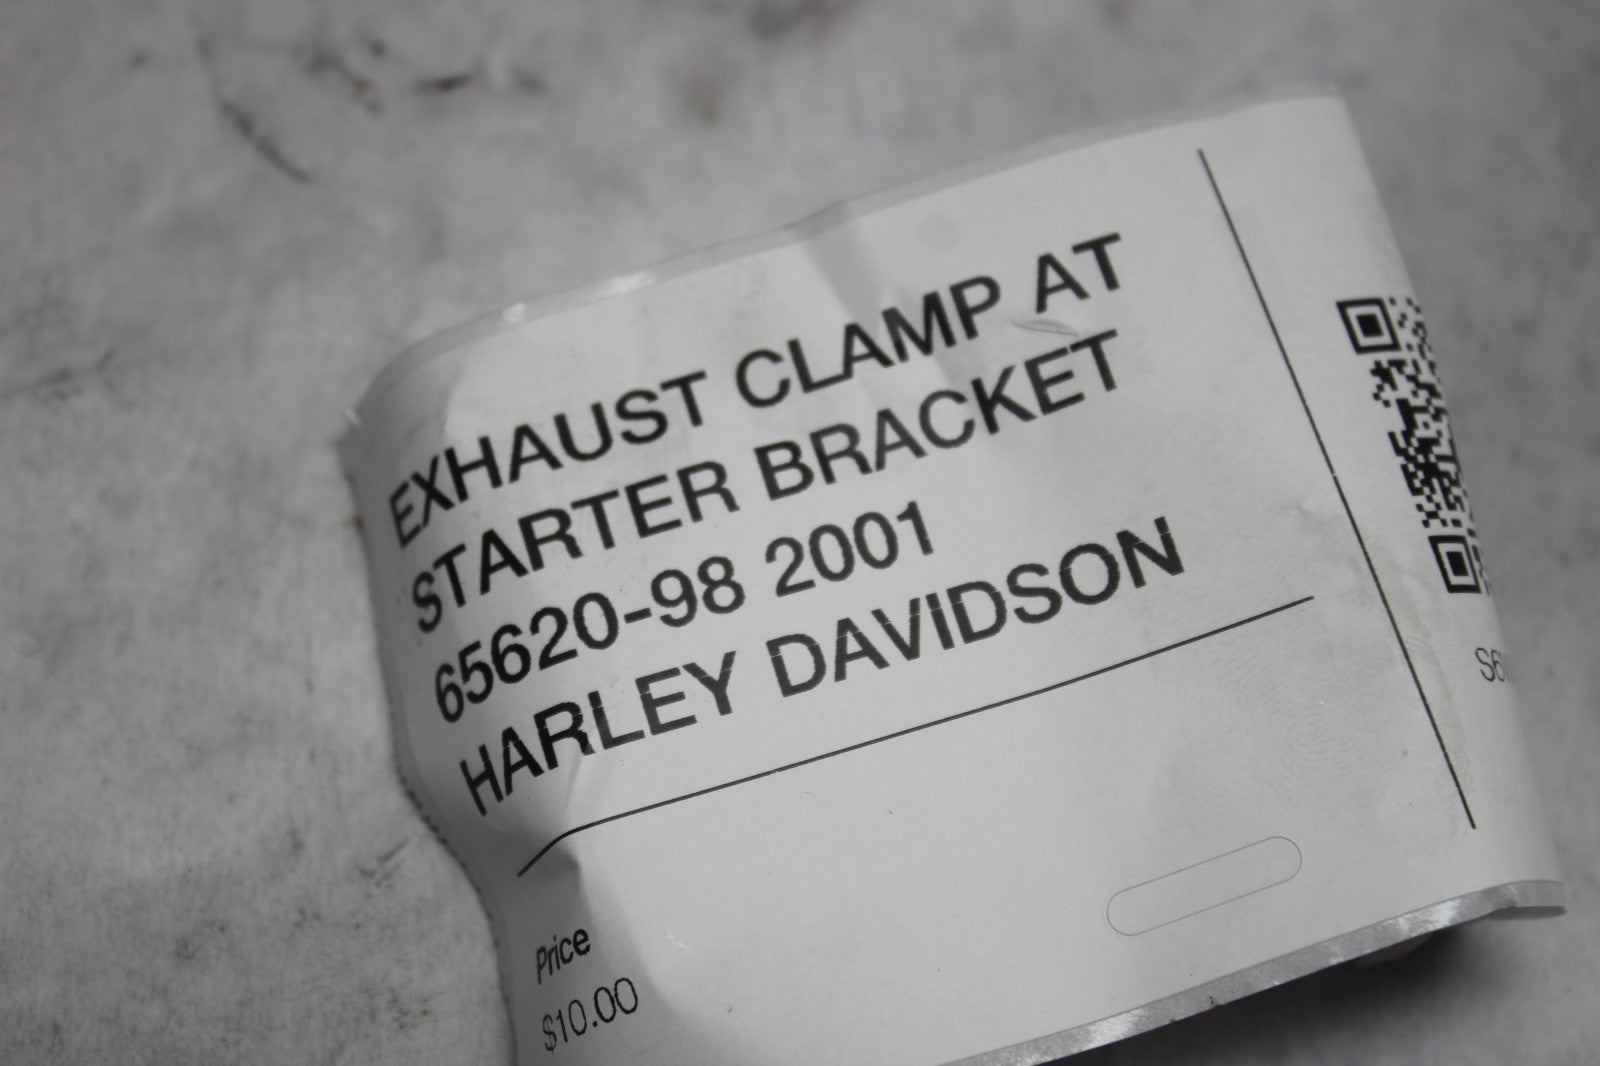 EXHAUST CLAMP AT
STARTER BRACKET
65620-98 2001
HARLEY DAVIDSON
Price
$10.00